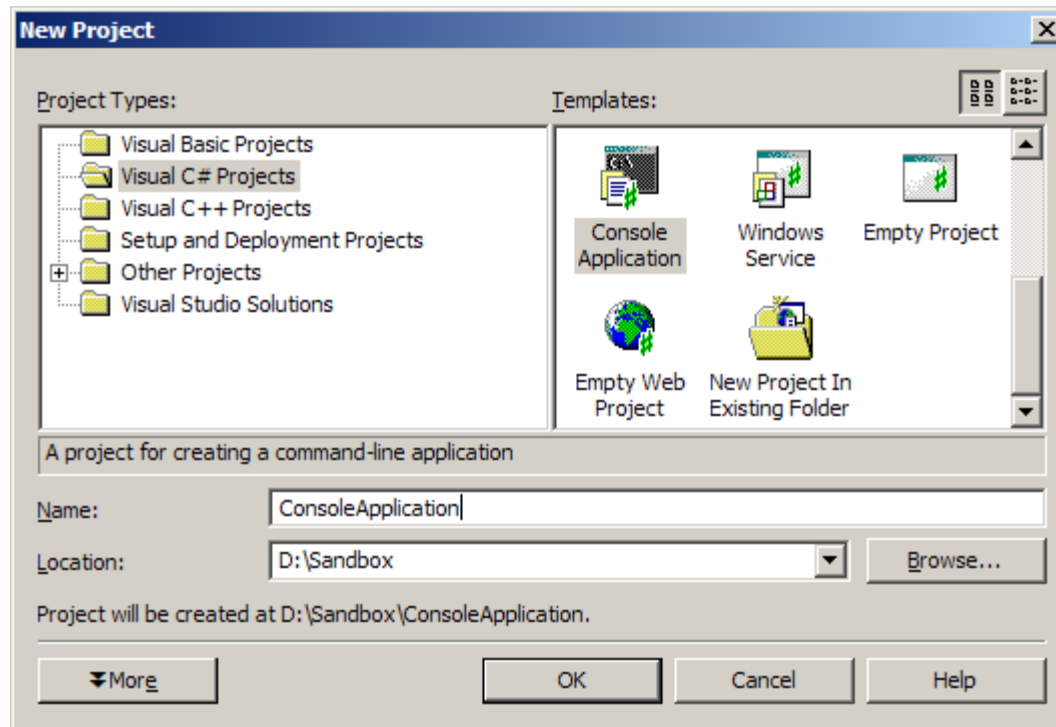 New Project
Project Types:
Templates:
Visual Basic Projects
Visual C# Projects
Visual C++ Projects
Setup and Deployment Projects
Other Projects
Visual Studio Solutions
Console
Application
Windows
Service
Empty Project
Empty Web
Project
New Project In
Existing Folder
A project for creating a command-line application
Name:
ConsoleApplication
Location:
D:\Sandbox
Browse...
Project will be created at D:\Sandbox\ConsoleApplication.
More
OK
Cancel
Help